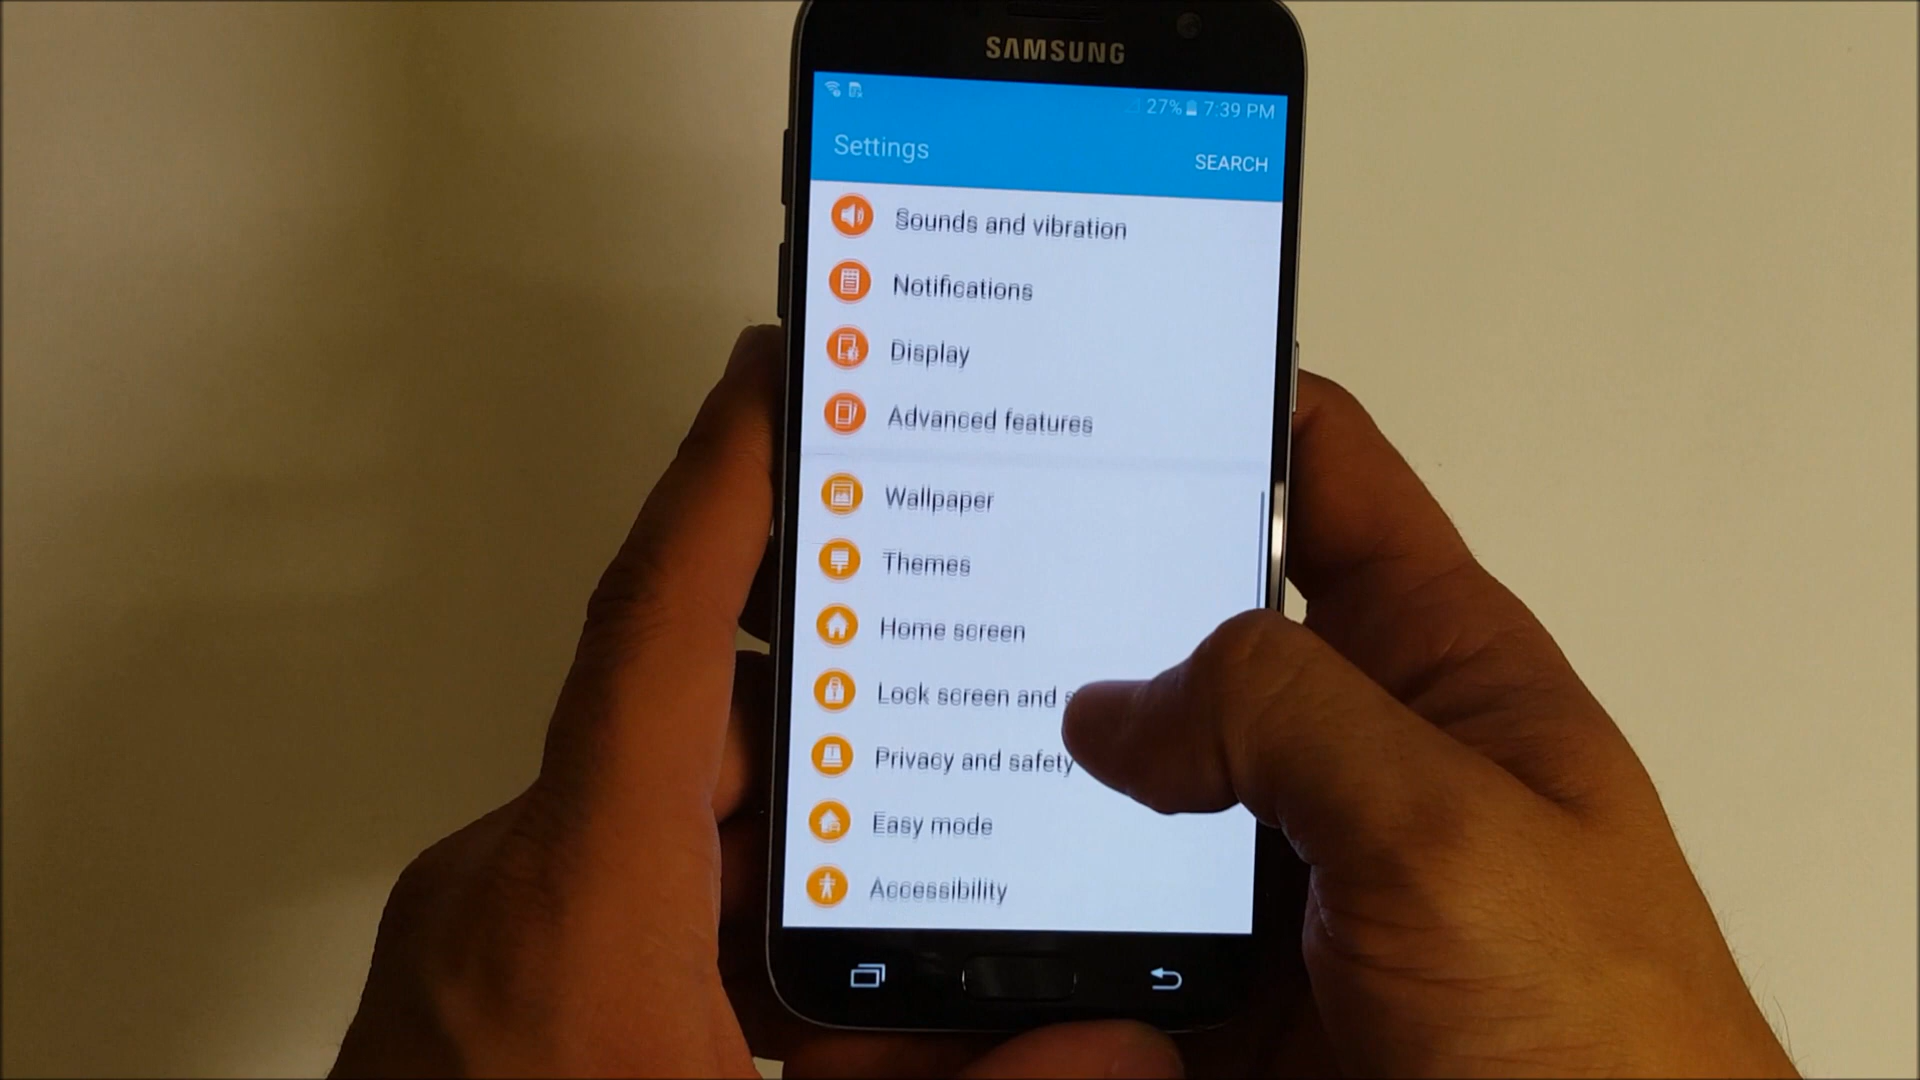 SAMSUNG
27% 7:39 PM
Settings
SEARCH
Sounds and vibration
Notifications
Display
Advanced features
Wallpaper
Themes
Home screen
Lock screen and
Privacy and safety
Easy mode
Accessibility